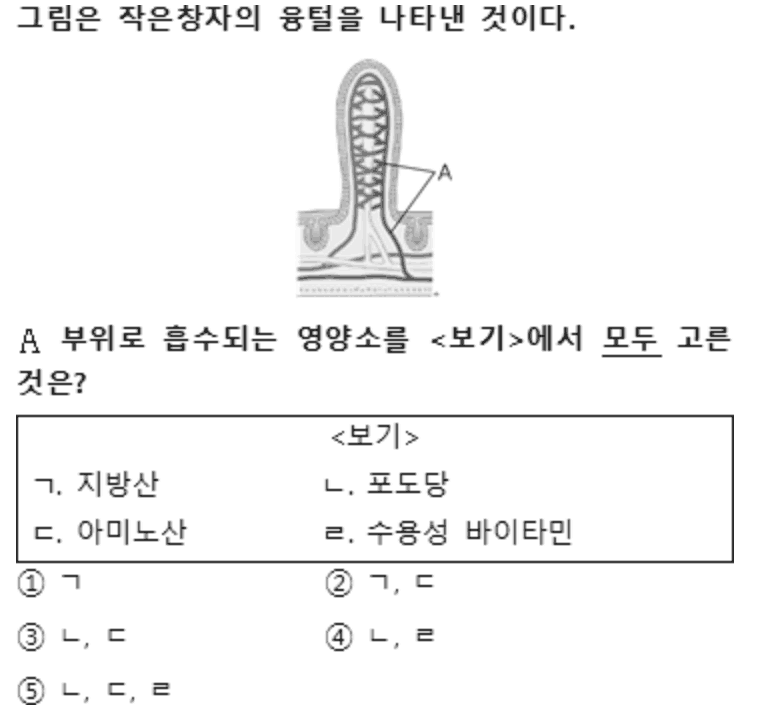 그림은 작은창자의 융털을 나타낸 것이다.
A
A 부위로 흡수되는 영양소를 <보기>에서 모두 고른
것은?
<보기>
ㄱ. 지방산 ㄴ. 포도당
ㄷ. 아미노산 ㄹ. 수용성 바이타민
① ㄱ ② ㄱ, ㄷ
③ ㄴ, ㄷ ④ ㄴ, ㄹ
⑤ ㄴ, ㄷ, ㄹ